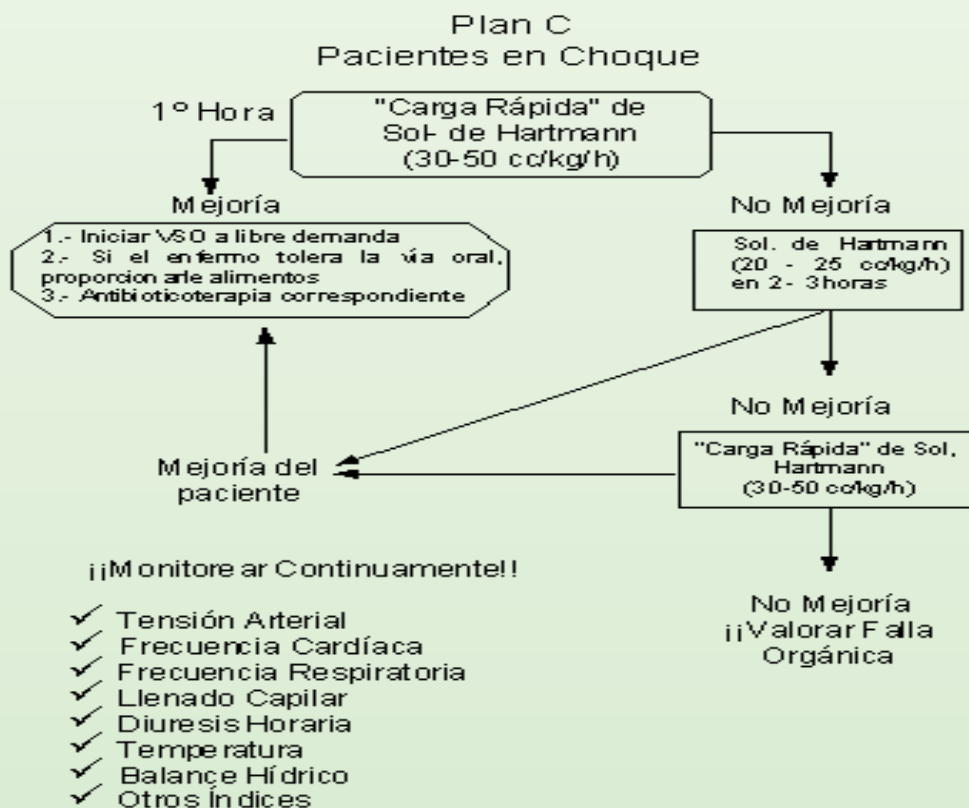 Plan C
Pacientes en Choque
1º Hora
"Carga Rápida" de
Sol- de Hartmann
(30-50 cc/kg/h)
Mejoría
1.- Iniciar VSO a libre demanda
2.- Si el enfermo tolera la vía oral,
proporcionarle alimentos
3.- Antibioticoterapia correspondiente
No Mejoría
Sol. de Hartmann
(20 - 25 cc/kg/h)
en 2- 3 horas
No Mejoría
"Carga Rápida" de Sol,
Hartmann
(30-50 cc/kg/h)
Mejoría del
paciente
No Mejoría
¡¡Valorar Falla
Orgánica
¡¡Monitorear Continuamente!!
Tensión Arterial
Frecuencia Cardíaca
Frecuencia Respiratoria
Llenado Capilar
Diuresis Horaria
Temperatura
Balance Hídrico
Otros Índices